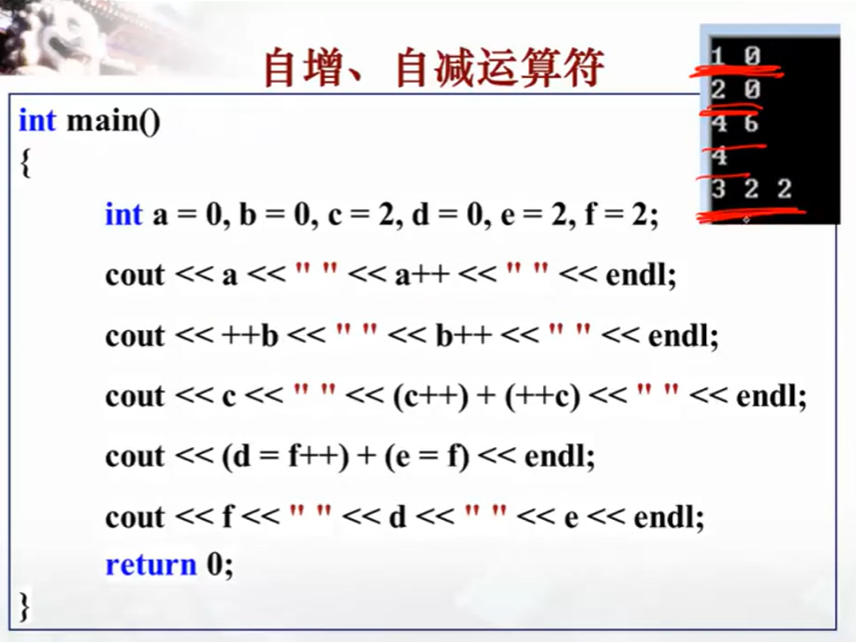 自增、自减运算符
1 0
2 0
4 6
4
3 2 2
int main()
{
int a = 0, b = 0, c = 2, d = 0, e = 2, f = 2;
cout << a << " " << a++ << " " << endl;
cout << ++b << " " << b++ << " " << endl;
cout << c << " " << (c++) + (++c) << " " << endl;
cout << (d = f++) + (e = f) << endl;
cout << f << " " << d << " " << e << endl;
return 0;
}